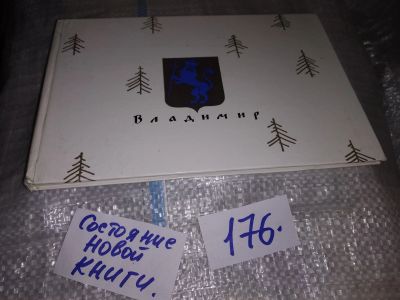 Владимир
Состояние
новой
книги.
176.